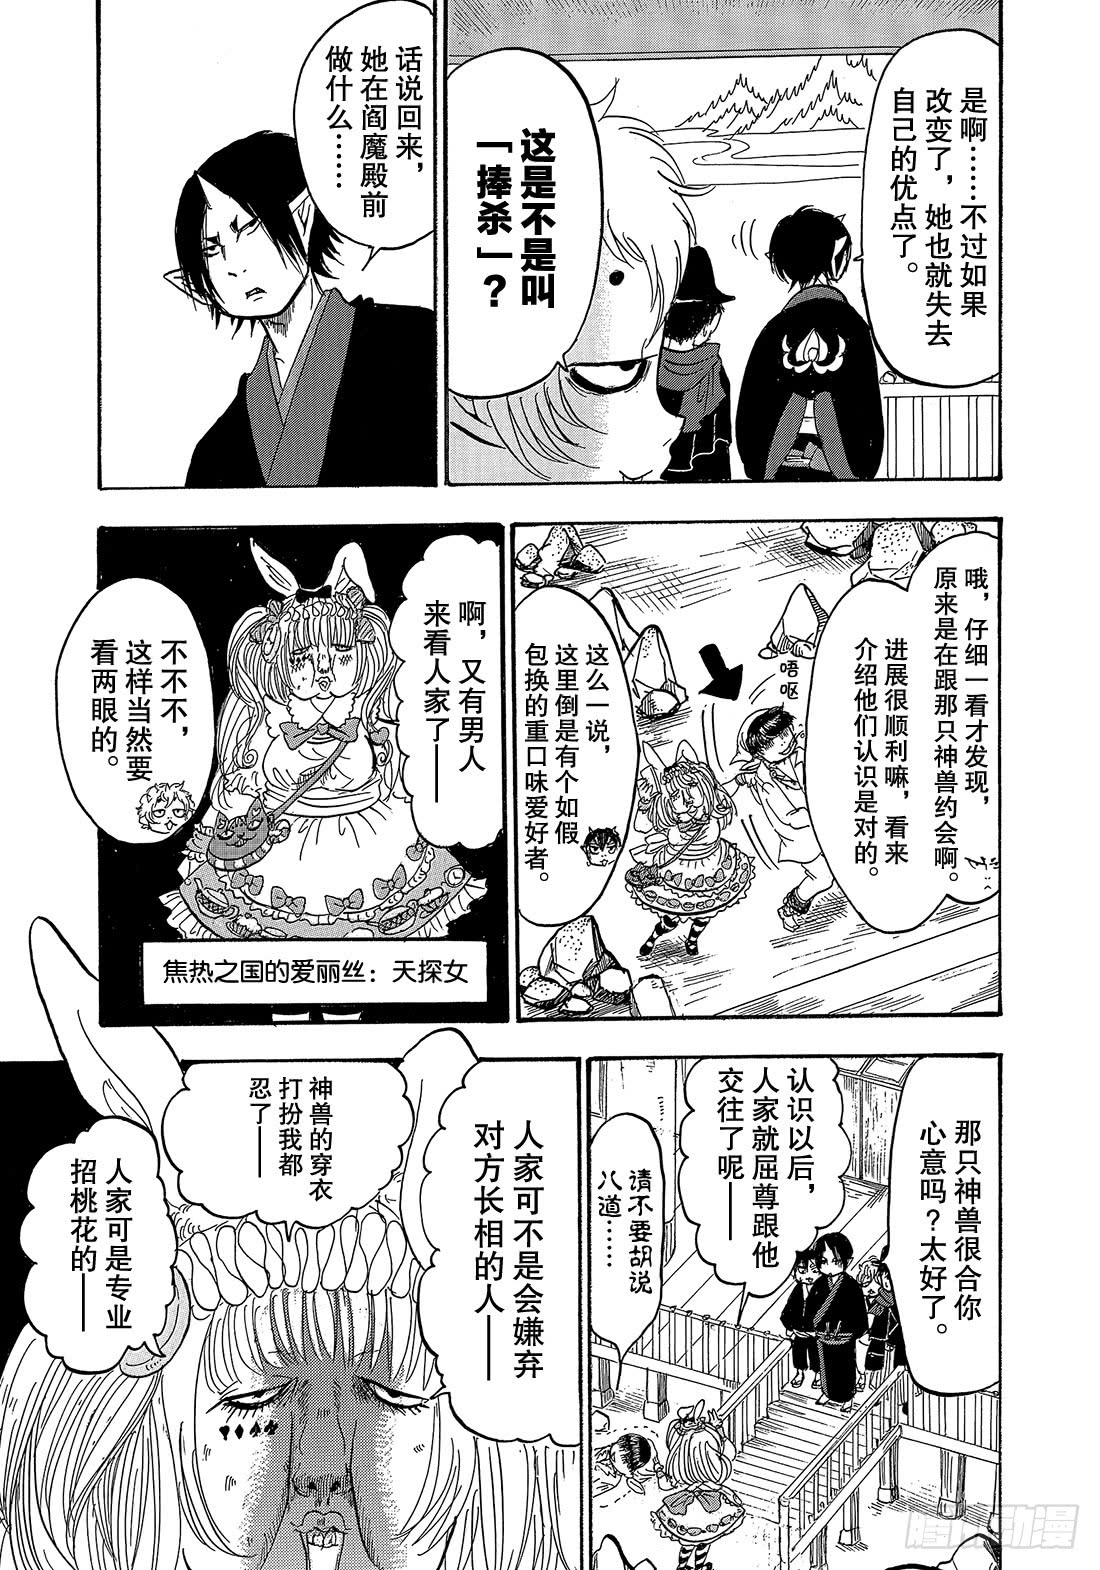 是啊……不过如果
改变了，她也就失去
自己的优点了。
这是不是叫
「捧杀」？
话说回来，
她在阎魔殿前
做什么……
哦，仔细一看才发现，
原来是在跟那只神兽约会啊。
进展很顺利嘛，看来
介绍他们认识是对的。
唔呕
这么一说，
这里倒是有个如假
包换的重口味爱好者。
啊，又有男人
来看人家了——
不不不，
这样当然要
看两眼的。
焦热之国的爱丽丝：天探女
那只神兽很合你
心意吗？太好了。
认识以后，
人家就屈尊跟他
交往了呢——
请不要胡说
八道……
人家可不是会嫌弃
对方长相的人——
神兽的穿衣
打扮我都
忍了——
人家可是专业
招桃花的——
腾讯动漫